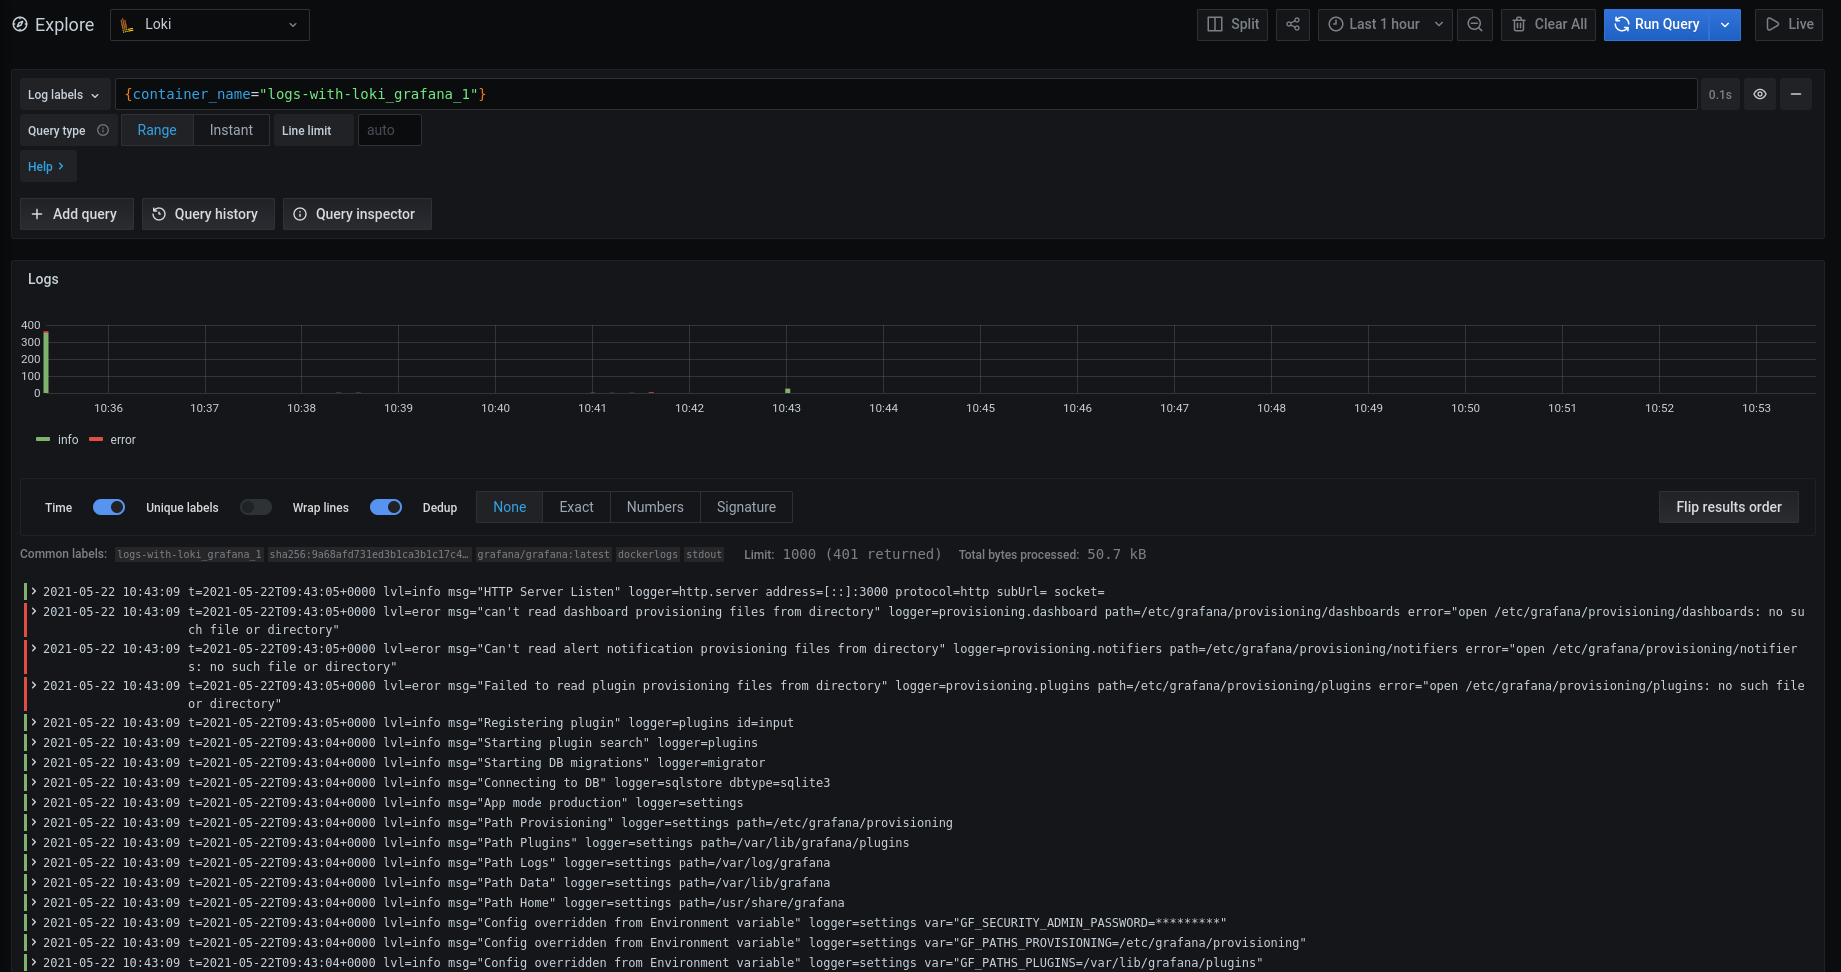 Explore Loki Split Last 1 hour Clear All Run Query Live
Log labels {container_name="logs-with-loki_grafana_1"} 0.1s
Query type Range Instant Line limit auto
Help
Add query Query history Query inspector
Logs
400
300
200
100
0
10:36 10:37 10:38 10:39 10:40 10:41 10:42 10:43 10:44 10:45 10:46 10:47 10:48 10:49 10:50 10:51 10:52 10:53
info error
Time Unique labels Wrap lines Dedup None Exact Numbers Signature Flip results order
Common labels: logs-with-loki_grafana_1 sha256:9a68afd731ed3b1ca3b1c17c4… grafana/grafana:latest dockerlogs stdout Limit: 1000 (401 returned) Total bytes processed: 50.7 kB
2021-05-22 10:43:09 t=2021-05-22T09:43:05+0000 lvl=info msg="HTTP Server Listen" logger=http.server address=[::]:3000 protocol=http subUrl= socket=
2021-05-22 10:43:09 t=2021-05-22T09:43:05+0000 lvl=eror msg="can't read dashboard provisioning files from directory" logger=provisioning.dashboard path=/etc/grafana/provisioning/dashboards error="open /etc/grafana/provisioning/dashboards: no su
ch file or directory"
2021-05-22 10:43:09 t=2021-05-22T09:43:05+0000 lvl=eror msg="Can't read alert notification provisioning files from directory" logger=provisioning.notifiers path=/etc/grafana/provisioning/notifiers error="open /etc/grafana/provisioning/notifier
s: no such file or directory"
2021-05-22 10:43:09 t=2021-05-22T09:43:05+0000 lvl=eror msg="Failed to read plugin provisioning files from directory" logger=provisioning.plugins path=/etc/grafana/provisioning/plugins error="open /etc/grafana/provisioning/plugins: no such file
or directory"
2021-05-22 10:43:09 t=2021-05-22T09:43:05+0000 lvl=info msg="Registering plugin" logger=plugins id=input
2021-05-22 10:43:09 t=2021-05-22T09:43:04+0000 lvl=info msg="Starting plugin search" logger=plugins
2021-05-22 10:43:09 t=2021-05-22T09:43:04+0000 lvl=info msg="Starting DB migrations" logger=migrator
2021-05-22 10:43:09 t=2021-05-22T09:43:04+0000 lvl=info msg="Connecting to DB" logger=sqlstore dbtype=sqlite3
2021-05-22 10:43:09 t=2021-05-22T09:43:04+0000 lvl=info msg="App mode production" logger=settings
2021-05-22 10:43:09 t=2021-05-22T09:43:04+0000 lvl=info msg="Path Provisioning" logger=settings path=/etc/grafana/provisioning
2021-05-22 10:43:09 t=2021-05-22T09:43:04+0000 lvl=info msg="Path Plugins" logger=settings path=/var/lib/grafana/plugins
2021-05-22 10:43:09 t=2021-05-22T09:43:04+0000 lvl=info msg="Path Logs" logger=settings path=/var/log/grafana
2021-05-22 10:43:09 t=2021-05-22T09:43:04+0000 lvl=info msg="Path Data" logger=settings path=/var/lib/grafana
2021-05-22 10:43:09 t=2021-05-22T09:43:04+0000 lvl=info msg="Path Home" logger=settings path=/usr/share/grafana
2021-05-22 10:43:09 t=2021-05-22T09:43:04+0000 lvl=info msg="Config overridden from Environment variable" logger=settings var="GF_SECURITY_ADMIN_PASSWORD=*********"
2021-05-22 10:43:09 t=2021-05-22T09:43:04+0000 lvl=info msg="Config overridden from Environment variable" logger=settings var="GF_PATHS_PROVISIONING=/etc/grafana/provisioning"
2021-05-22 10:43:09 t=2021-05-22T09:43:04+0000 lvl=info msg="Config overridden from Environment variable" logger=settings var="GF_PATHS_PLUGINS=/var/lib/grafana/plugins"